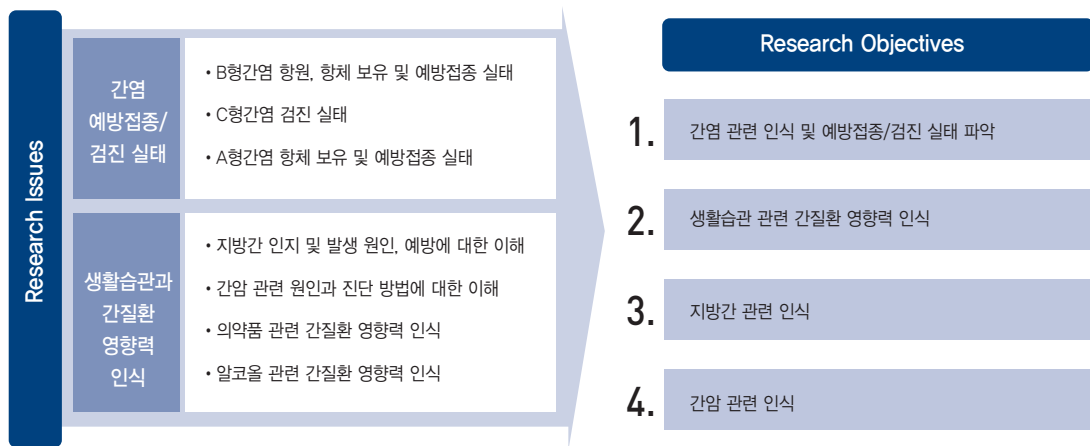 Research Issues
간염
예방접종/
검진 실태
• B형간염 항원, 항체 보유 및 예방접종 실태
• C형간염 검진 실태
• A형간염 항체 보유 및 예방접종 실태
생활습관과
간질환
영향력
인식
• 지방간 인지 및 발생 원인, 예방에 대한 이해
• 간암 관련 원인과 진단 방법에 대한 이해
• 의약품 관련 간질환 영향력 인식
• 알코올 관련 간질환 영향력 인식
Research Objectives
1. 간염 관련 인식 및 예방접종/검진 실태 파악
2. 생활습관 관련 간질환 영향력 인식
3. 지방간 관련 인식
4. 간암 관련 인식